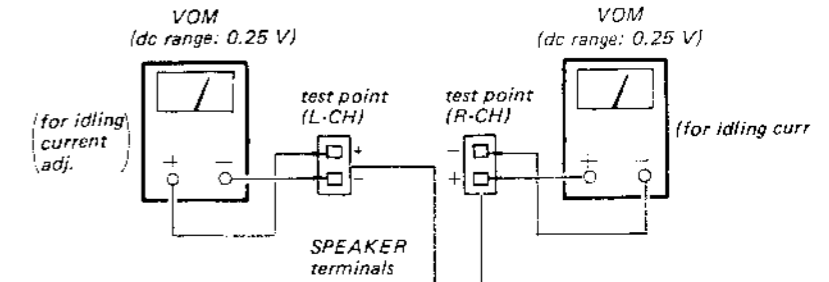 VOM
(dc range: 0.25 V)
VOM
(dc range: 0.25 V)
(for idling
current
adj.)
+ −
test point
(L-CH)
+
−
test point
(R-CH)
−
+
(for idling curr
+ −
SPEAKER
terminals